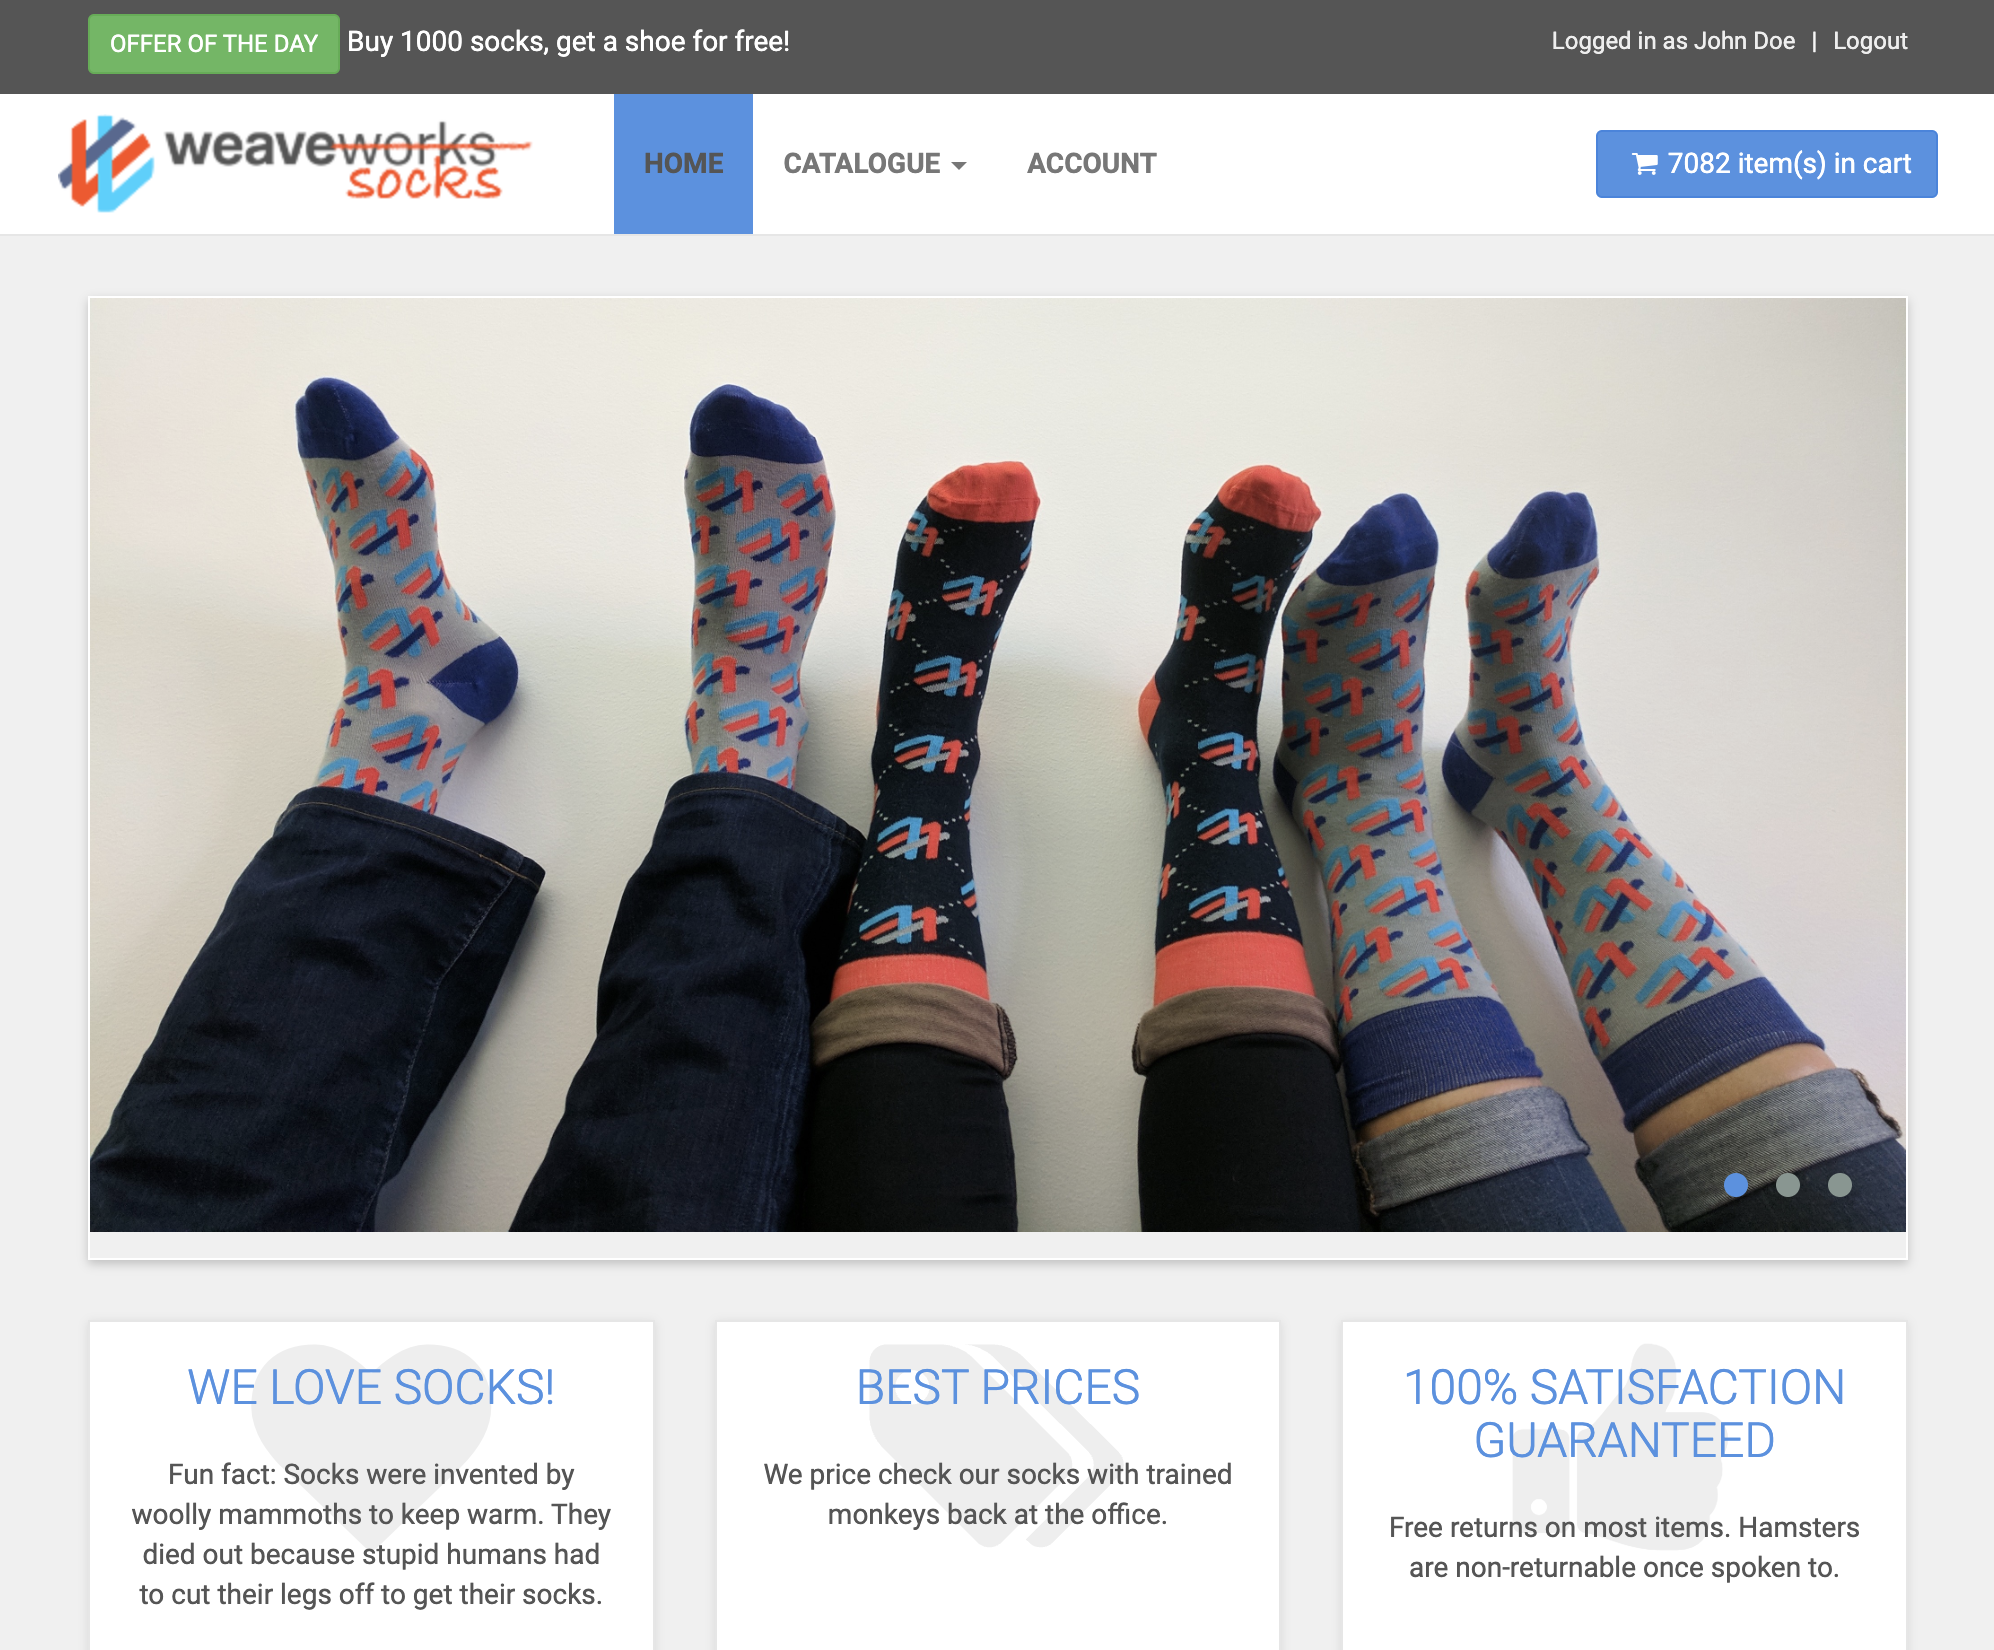 OFFER OF THE DAY Buy 1000 socks, get a shoe for free!
Logged in as John Doe | Logout
weaveworks
socks
HOME CATALOGUE ACCOUNT
7082 item(s) in cart
WE LOVE SOCKS!
Fun fact: Socks were invented by
woolly mammoths to keep warm. They
died out because stupid humans had
to cut their legs off to get their socks.
BEST PRICES
We price check our socks with trained
monkeys back at the office.
100% SATISFACTION
GUARANTEED
Free returns on most items. Hamsters
are non-returnable once spoken to.